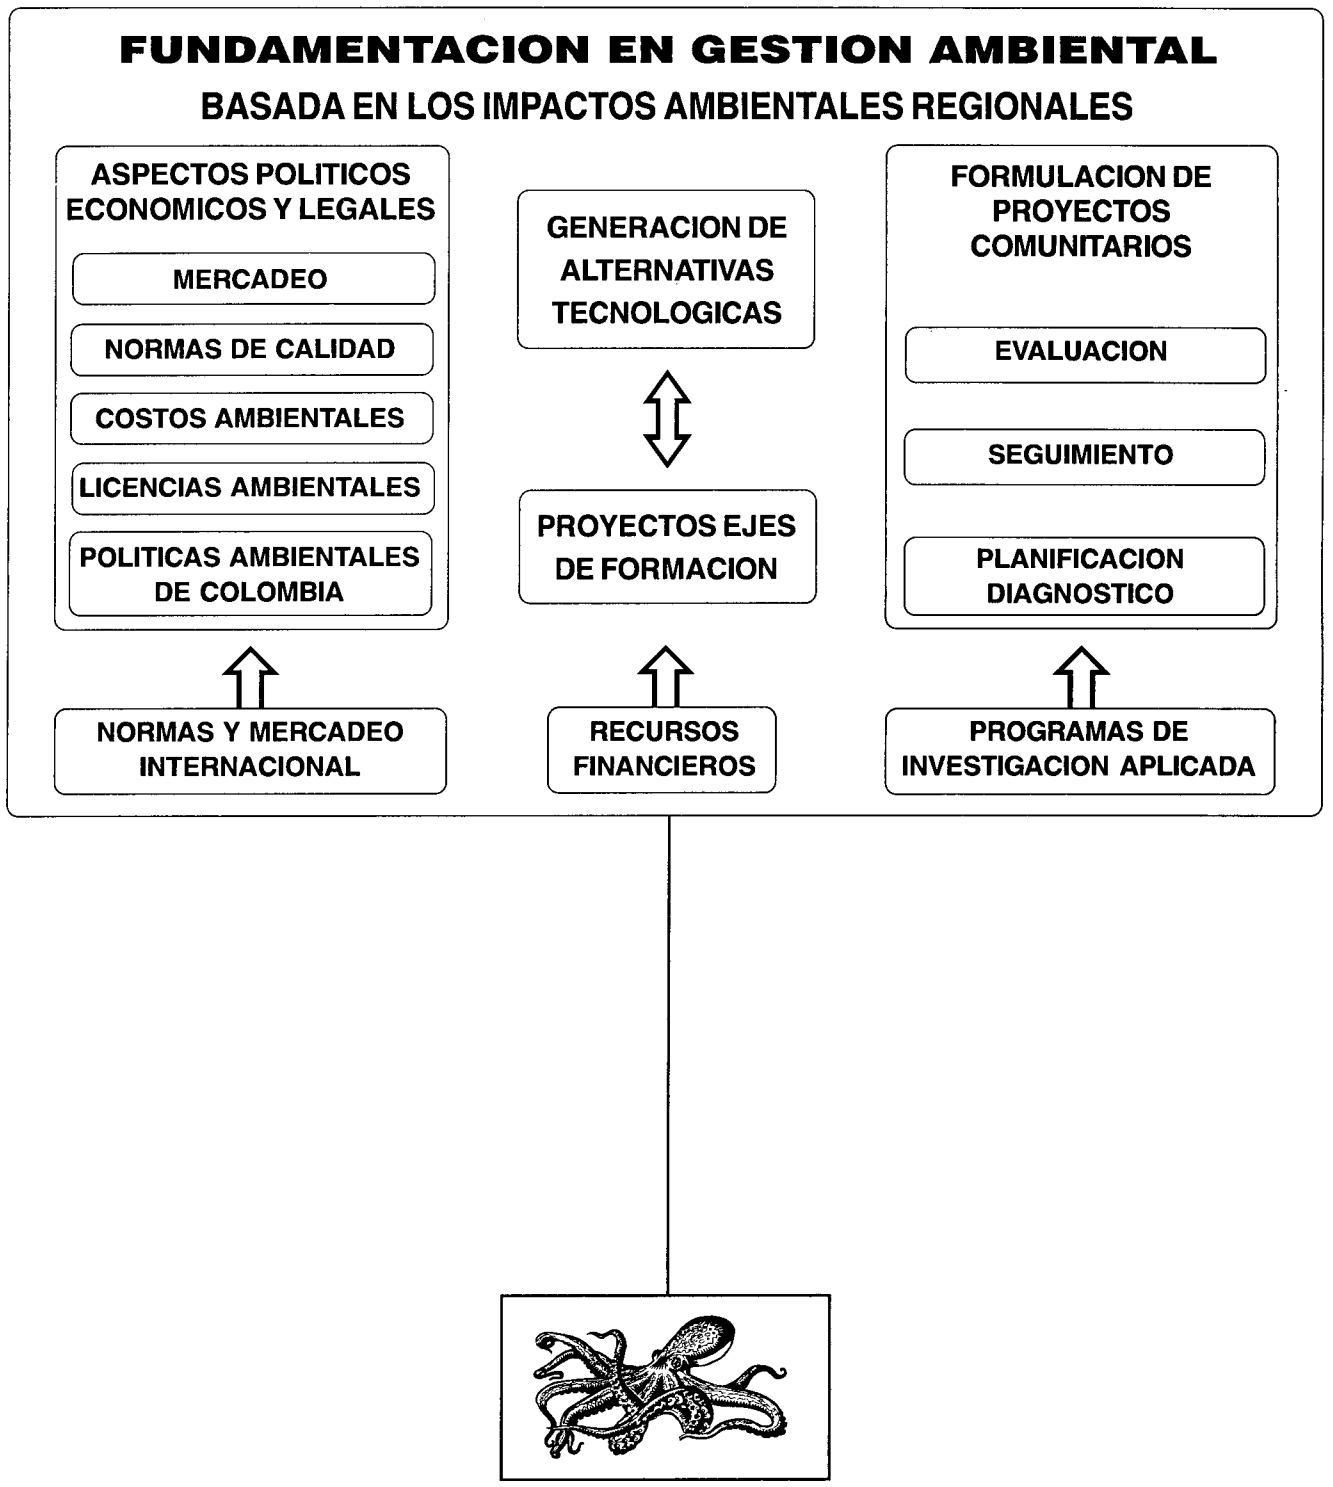 FUNDAMENTACION EN GESTION AMBIENTAL
BASADA EN LOS IMPACTOS AMBIENTALES REGIONALES
ASPECTOS POLITICOS
ECONOMICOS Y LEGALES
MERCADEO
NORMAS DE CALIDAD
COSTOS AMBIENTALES
LICENCIAS AMBIENTALES
POLITICAS AMBIENTALES
DE COLOMBIA
NORMAS Y MERCADEO
INTERNACIONAL
GENERACION DE
ALTERNATIVAS
TECNOLOGICAS
PROYECTOS EJES
DE FORMACION
RECURSOS
FINANCIEROS
FORMULACION DE
PROYECTOS
COMUNITARIOS
EVALUACION
SEGUIMIENTO
PLANIFICACION
DIAGNOSTICO
PROGRAMAS DE
INVESTIGACION APLICADA